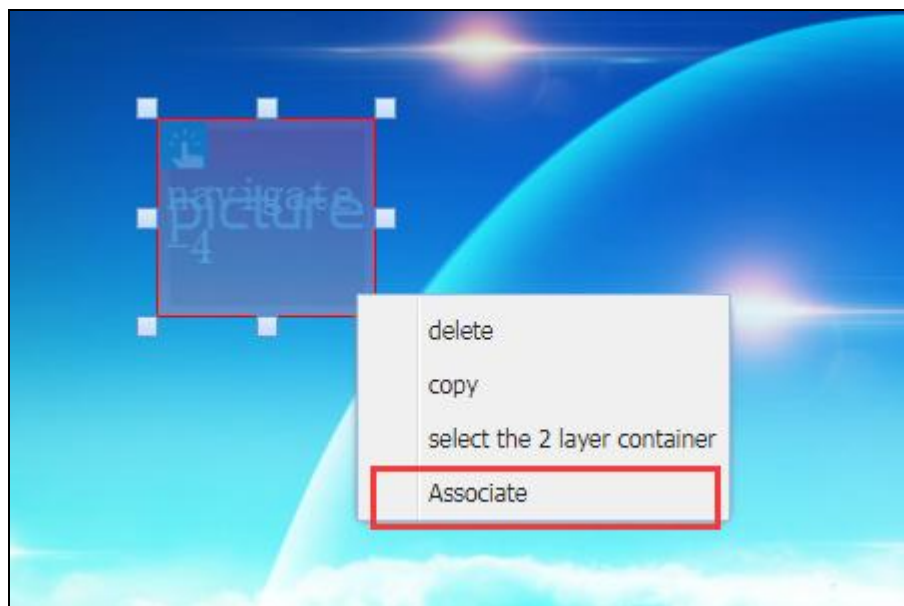 navigate
picture
-4
delete
copy
select the 2 layer container
Associate